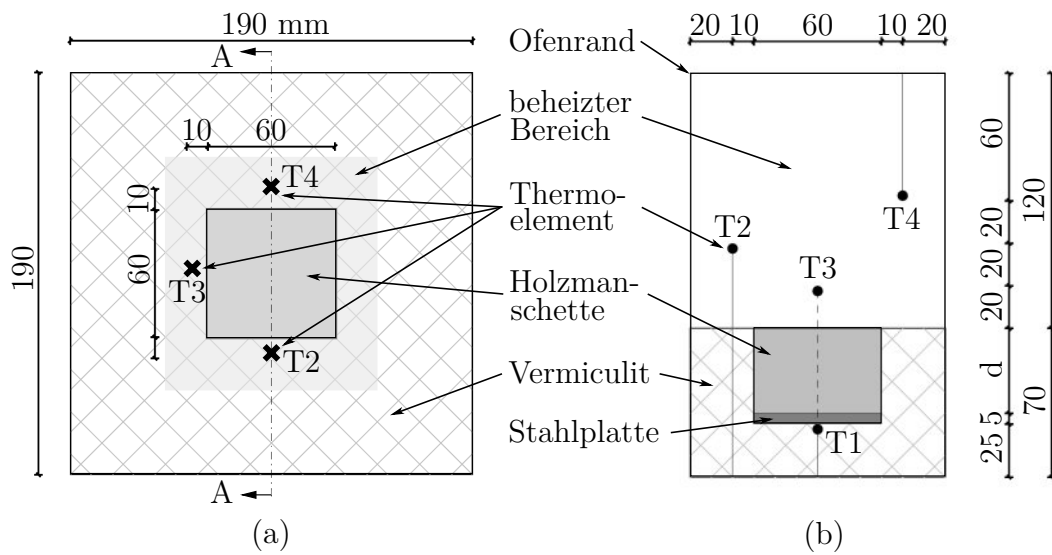 190 mm
A
10 60
T4
10
60
190
T3
T2
A
(a)
Ofenrand
beheizter
Bereich
Thermo-
element
Holzman-
schette
Vermiculit
Stahlplatte
20 10 60 10 20
T2
T4
T3
T1
60
20
20
20
d
5
25
120
70
(b)